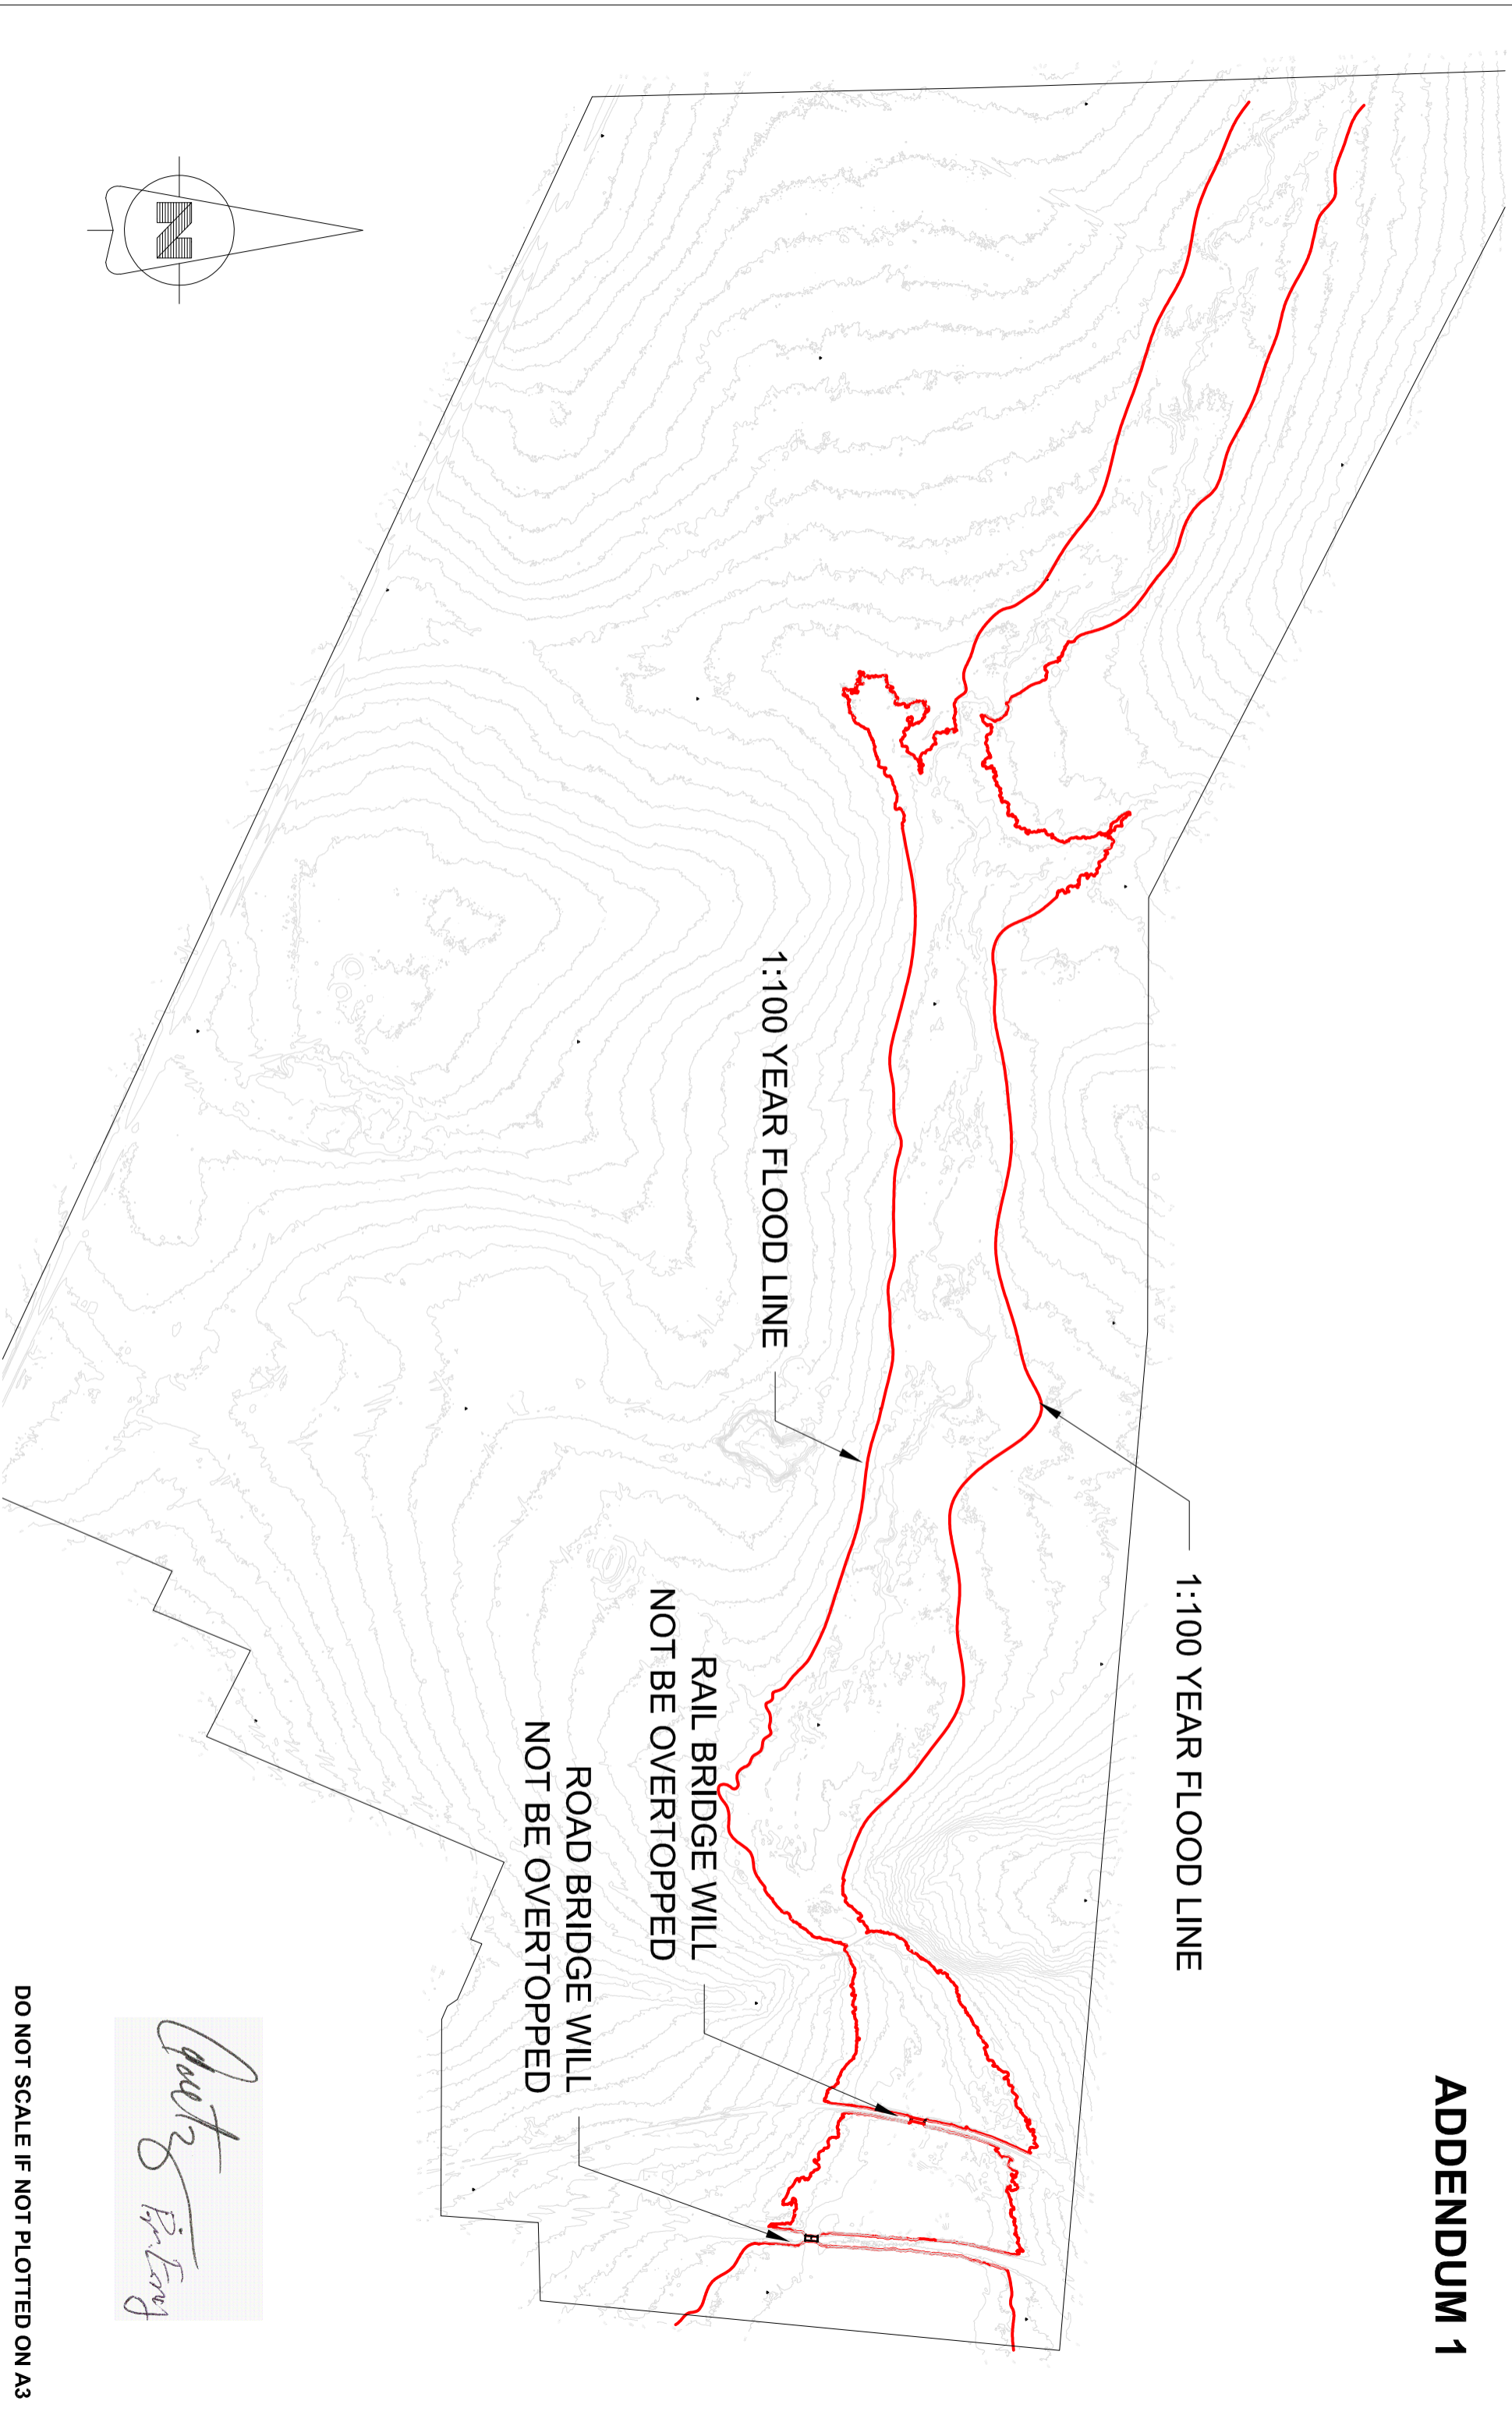 ADDENDUM 1
1:100 YEAR FLOOD LINE
1:100 YEAR FLOOD LINE
RAIL BRIDGE WILL
NOT BE OVERTOPPED
ROAD BRIDGE WILL
NOT BE OVERTOPPED
N
DO NOT SCALE IF NOT PLOTTED ON A3